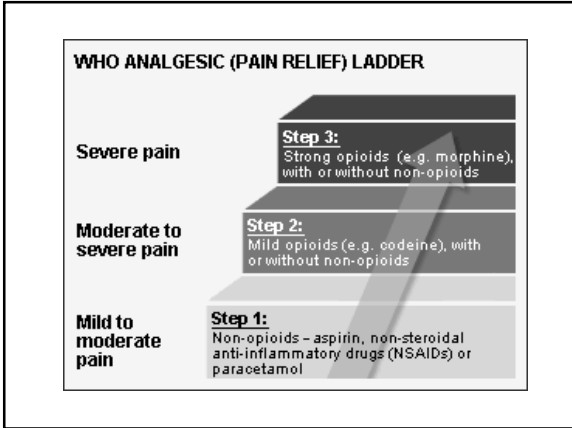 WHO ANALGESIC (PAIN RELIEF) LADDER
Severe pain
Step 3:
Strong opioids (e.g. morphine),
with or without non-opioids
Moderate to
severe pain
Step 2:
Mild opioids (e.g. codeine), with
or without non-opioids
Mild to
moderate
pain
Step 1:
Non-opioids – aspirin, non-steroidal
anti-inflammatory drugs (NSAIDs) or
paracetamol